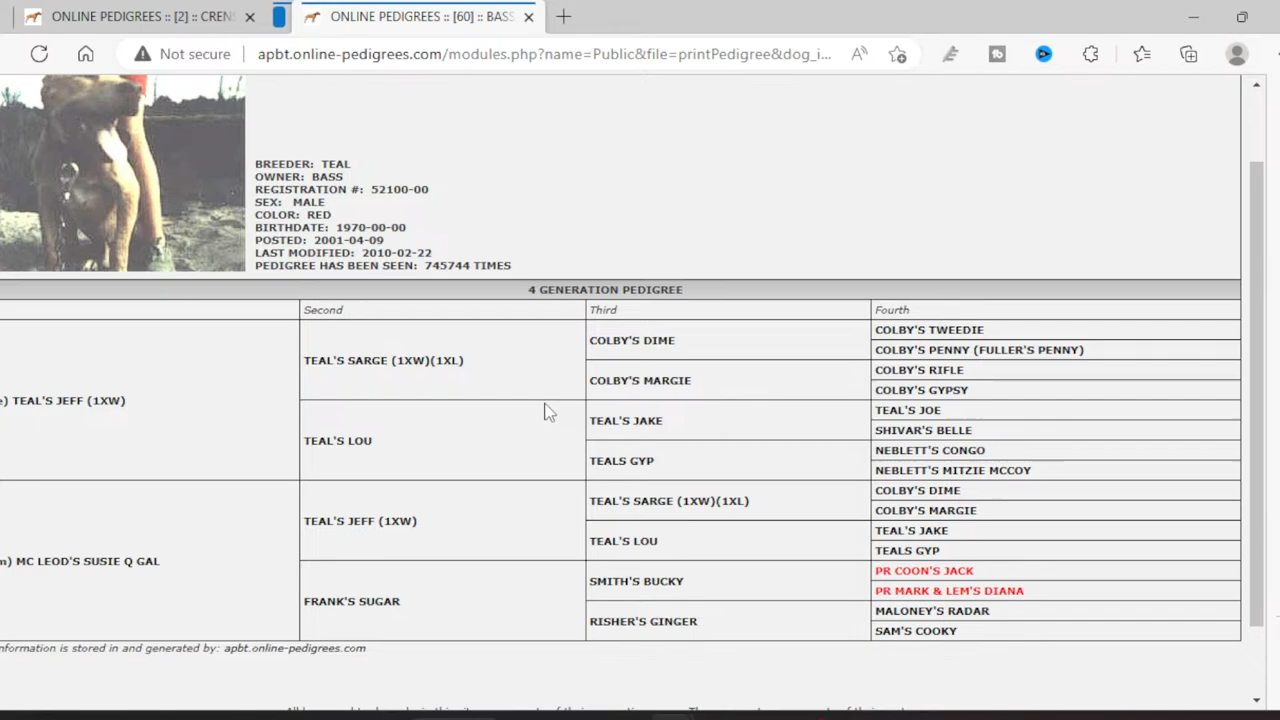 ONLINE PEDIGREES :: [2] :: CREN
ONLINE PEDIGREES :: [60] :: BASS
Not secure
apbt.online-pedigrees.com/modules.php?name=Public&file=printPedigree&dog_i...
BREEDER: TEAL
OWNER: BASS
REGISTRATION #: 52100-00
SEX: MALE
COLOR: RED
BIRTHDATE: 1970-00-00
POSTED: 2001-04-09
LAST MODIFIED: 2010-02-22
PEDIGREE HAS BEEN SEEN: 745744 TIMES
4 GENERATION PEDIGREE
Second Third Fourth
COLBY'S TWEEDIE
COLBY'S DIME
COLBY'S PENNY (FULLER'S PENNY)
TEAL'S SARGE (1XW)(1XL)
COLBY'S RIFLE
COLBY'S MARGIE
COLBY'S GYPSY
e) TEAL'S JEFF (1XW)
TEAL'S JOE
TEAL'S JAKE
SHIVAR'S BELLE
TEAL'S LOU
NEBLETT'S CONGO
TEALS GYP
NEBLETT'S MITZIE MCCOY
COLBY'S DIME
TEAL'S SARGE (1XW)(1XL)
COLBY'S MARGIE
TEAL'S JEFF (1XW)
TEAL'S JAKE
TEAL'S LOU
TEALS GYP
m) MC LEOD'S SUSIE Q GAL
PR COON'S JACK
SMITH'S BUCKY
PR MARK & LEM'S DIANA
FRANK'S SUGAR
MALONEY'S RADAR
RISHER'S GINGER
SAM'S COOKY
nformation is stored in and generated by: apbt.online-pedigrees.com